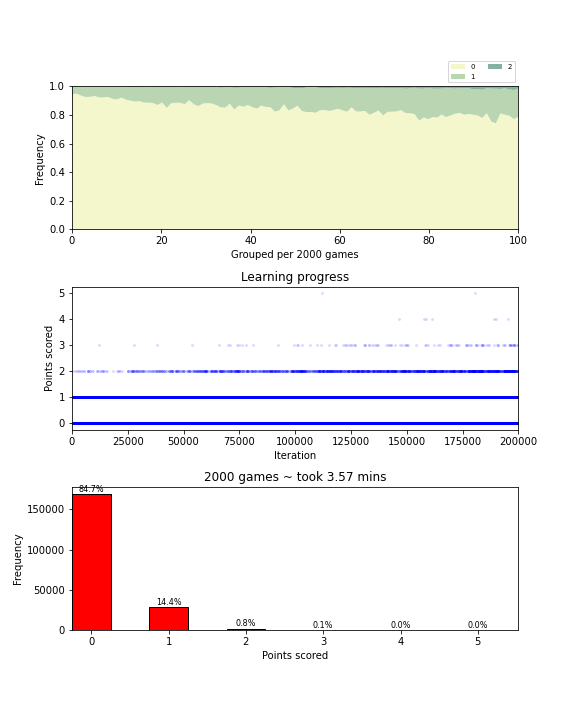 0 2
1
1.0
0.8
0.6
0.4
0.2
0.0
Frequency
0 20 40 60 80 100
Grouped per 2000 games
Learning progress
5
4
3
2
1
0
Points scored
0 25000 50000 75000 100000 125000 150000 175000 200000
Iteration
2000 games ~ took 3.57 mins
150000
100000
50000
0
Frequency
84.7%
14.4%
0.8%
0.1%
0.0%
0.0%
0 1 2 3 4 5
Points scored